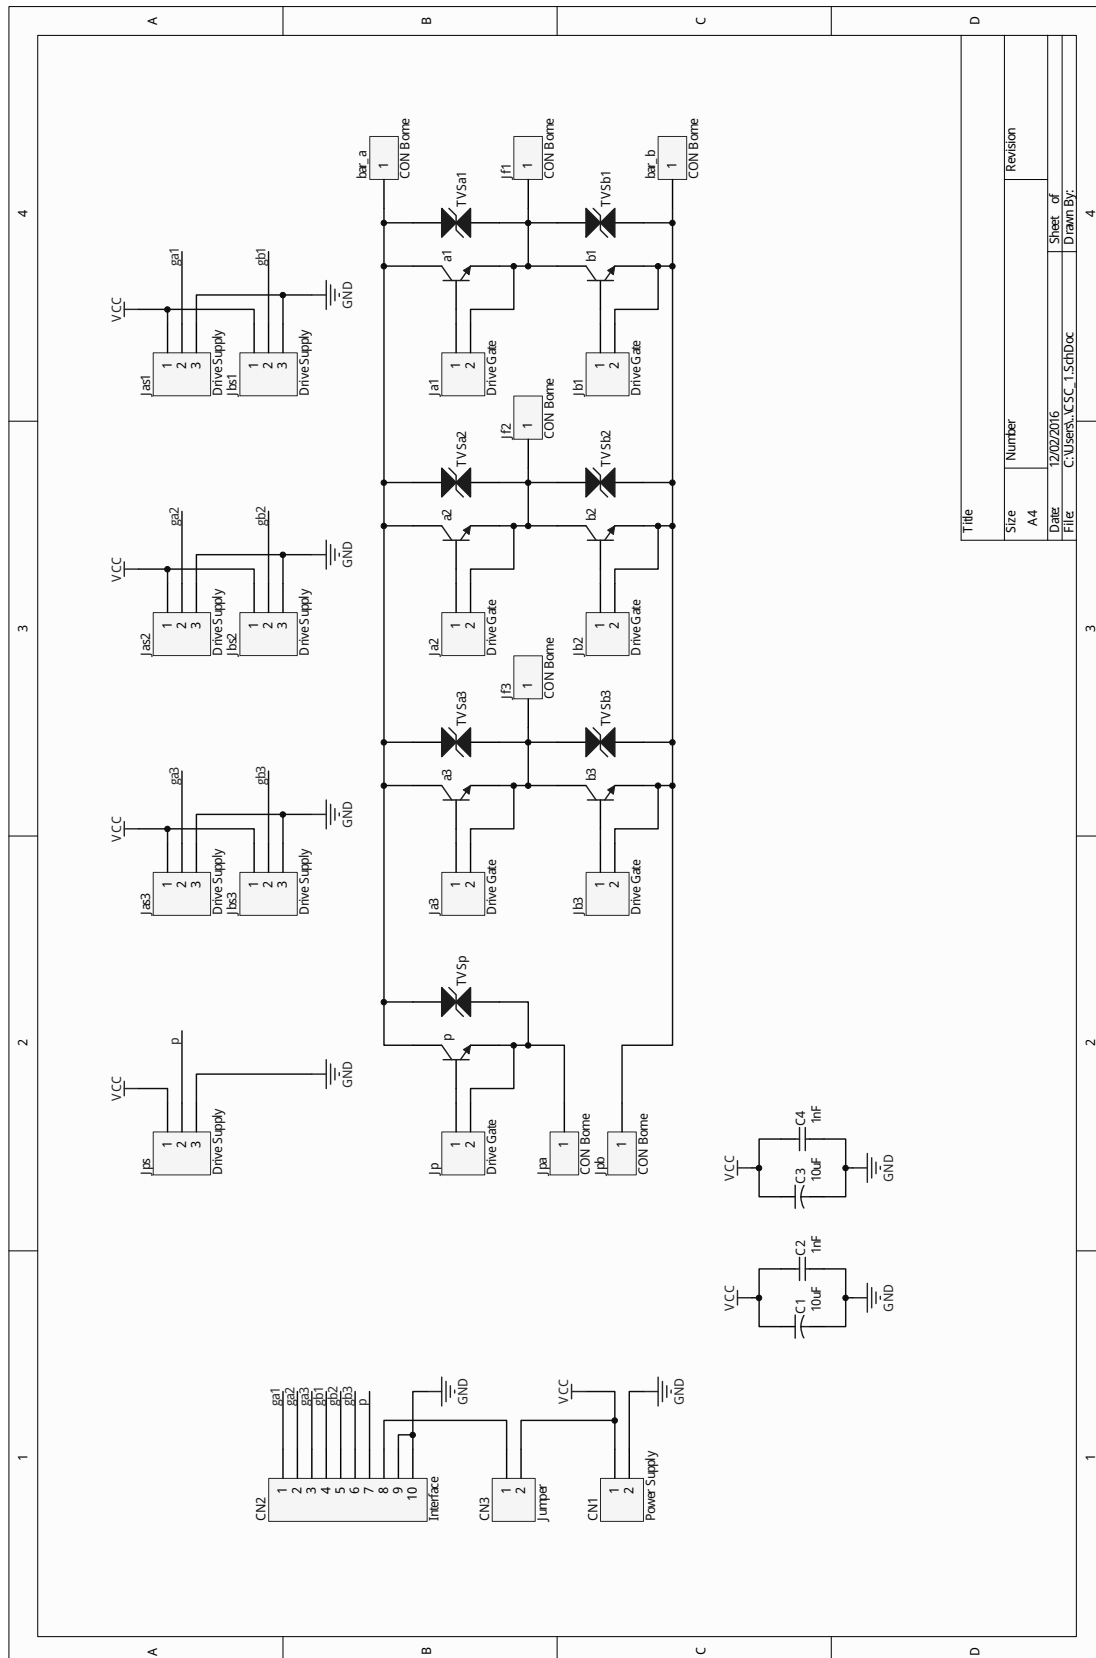 1
2
3
4
A
B
C
D
CN2
1
2
3
4
5
6
7
8
9
10
Interface
ga1
ga2
ga3
gb1
gb2
gb3
p
GND
CN3
1
2
Jumper
CN1
1
2
Power Supply
VCC
GND
Jps
1
2
3
Drive Supply
VCC
p
GND
Jas3
1
2
3
Drive Supply
Jbs3
1
2
3
Drive Supply
VCC
ga3
gb3
GND
Jas2
1
2
3
Drive Supply
Jbs2
1
2
3
Drive Supply
VCC
ga2
gb2
GND
Jas1
1
2
3
Drive Supply
Jbs1
1
2
3
Drive Supply
VCC
ga1
gb1
GND
Jp
1
2
Drive Gate
p
TVSp
Jpa
1
CON Borne
Jpb
1
CON Borne
Ja3
1
2
Drive Gate
a3
TVSa3
Jf3
1
CON Borne
Jb3
1
2
Drive Gate
b3
TVSb3
Ja2
1
2
Drive Gate
a2
TVSa2
Jf2
1
CON Borne
Jb2
1
2
Drive Gate
b2
TVSb2
Ja1
1
2
Drive Gate
a1
TVSa1
bar_a
1
CON Borne
Jf1
1
CON Borne
Jb1
1
2
Drive Gate
b1
TVSb1
bar_b
1
CON Borne
VCC
C1
10uF
C2
1nF
GND
VCC
C3
10uF
C4
1nF
GND
Title
Size
Number
Revision
A4
Date:
12/02/2016
Sheet of
File:
C:\Users\..\CSC_1.SchDoc
Drawn By:
A
B
C
D
1
2
3
4